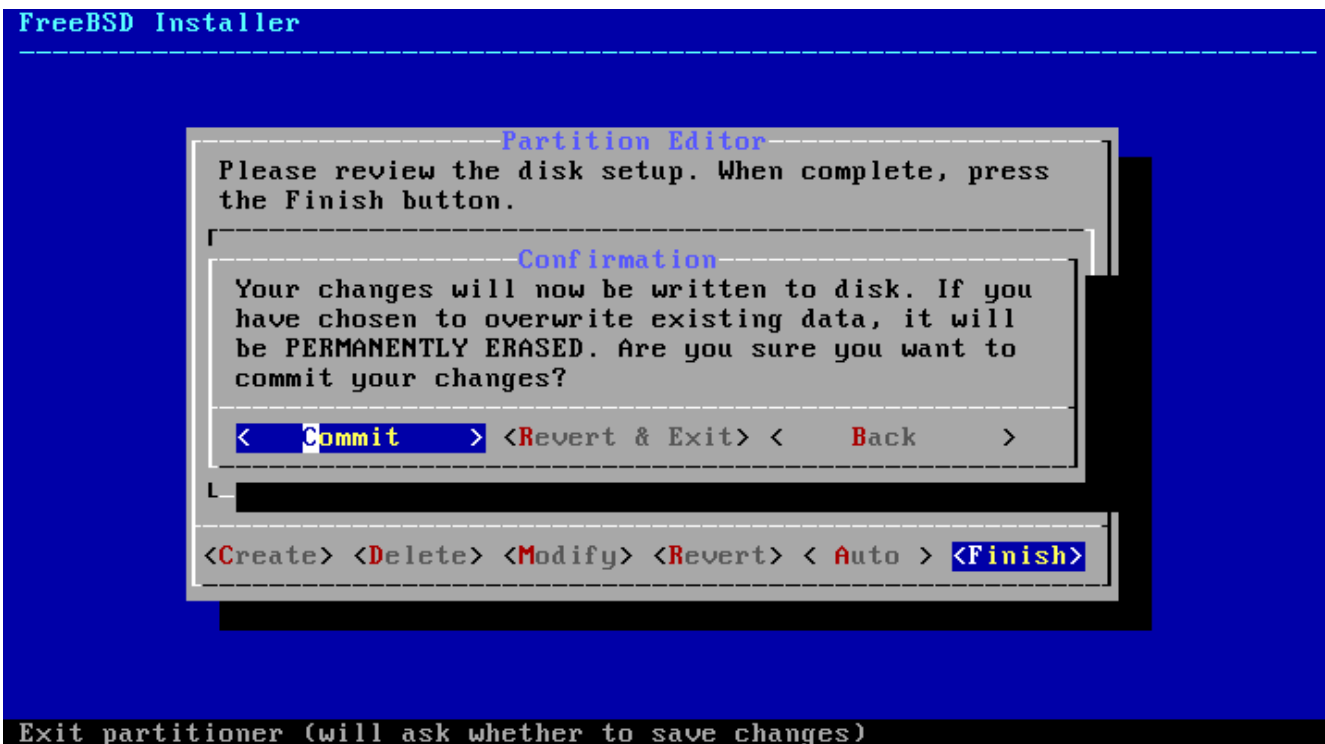 FreeBSD Installer
Partition Editor
Please review the disk setup. When complete, press
the Finish button.
Confirmation
Your changes will now be written to disk. If you
have chosen to overwrite existing data, it will
be PERMANENTLY ERASED. Are you sure you want to
commit your changes?
< Commit > <Revert & Exit> < Back >
<Create> <Delete> <Modify> <Revert> < Auto > <Finish>
Exit partitioner (will ask whether to save changes)